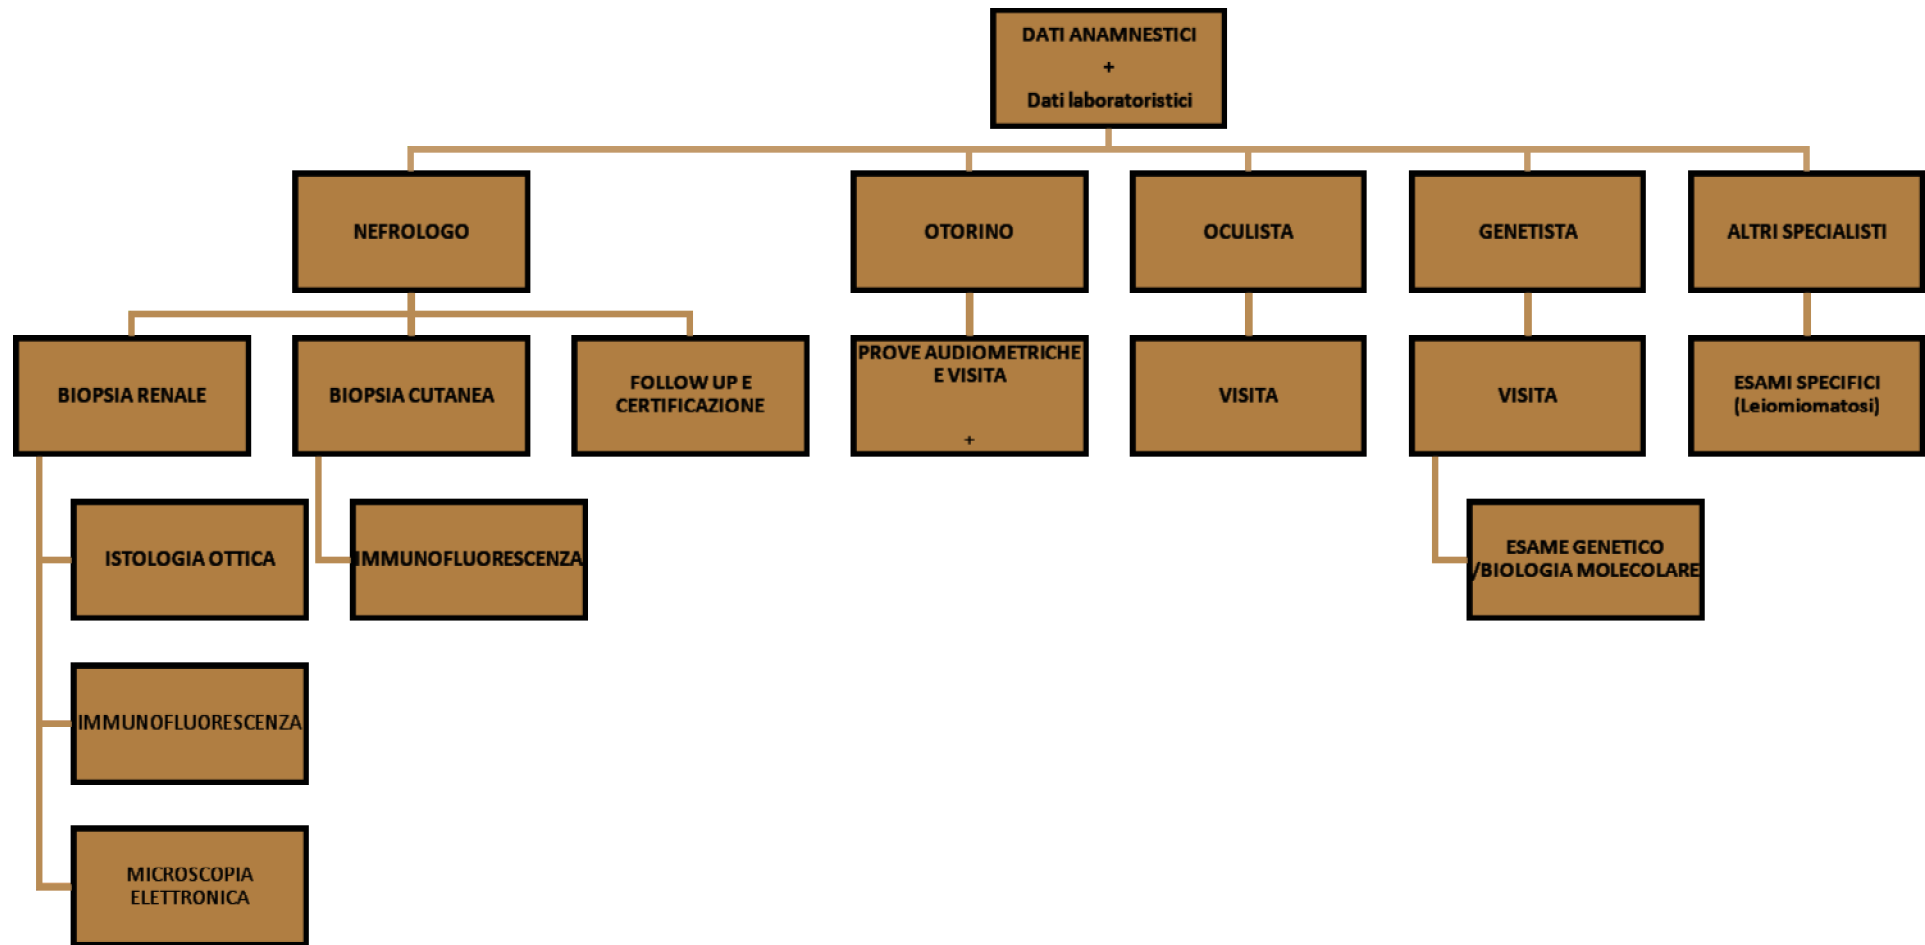 DATI ANAMNESTICI
+
Dati laboratoristici
NEFROLOGO
OTORINO
OCULISTA
GENETISTA
ALTRI SPECIALISTI
BIOPSIA RENALE
BIOPSIA CUTANEA
FOLLOW UP E
CERTIFICAZIONE
PROVE AUDIOMETRICHE
E VISITA
+
VISITA
VISITA
ESAMI SPECIFICI
(Leiomiomatosi)
ISTOLOGIA OTTICA
IMMUNOFLUORESCENZA
ESAME GENETICO
/BIOLOGIA MOLECOLARE
IMMUNOFLUORESCENZA
MICROSCOPIA
ELETTRONICA